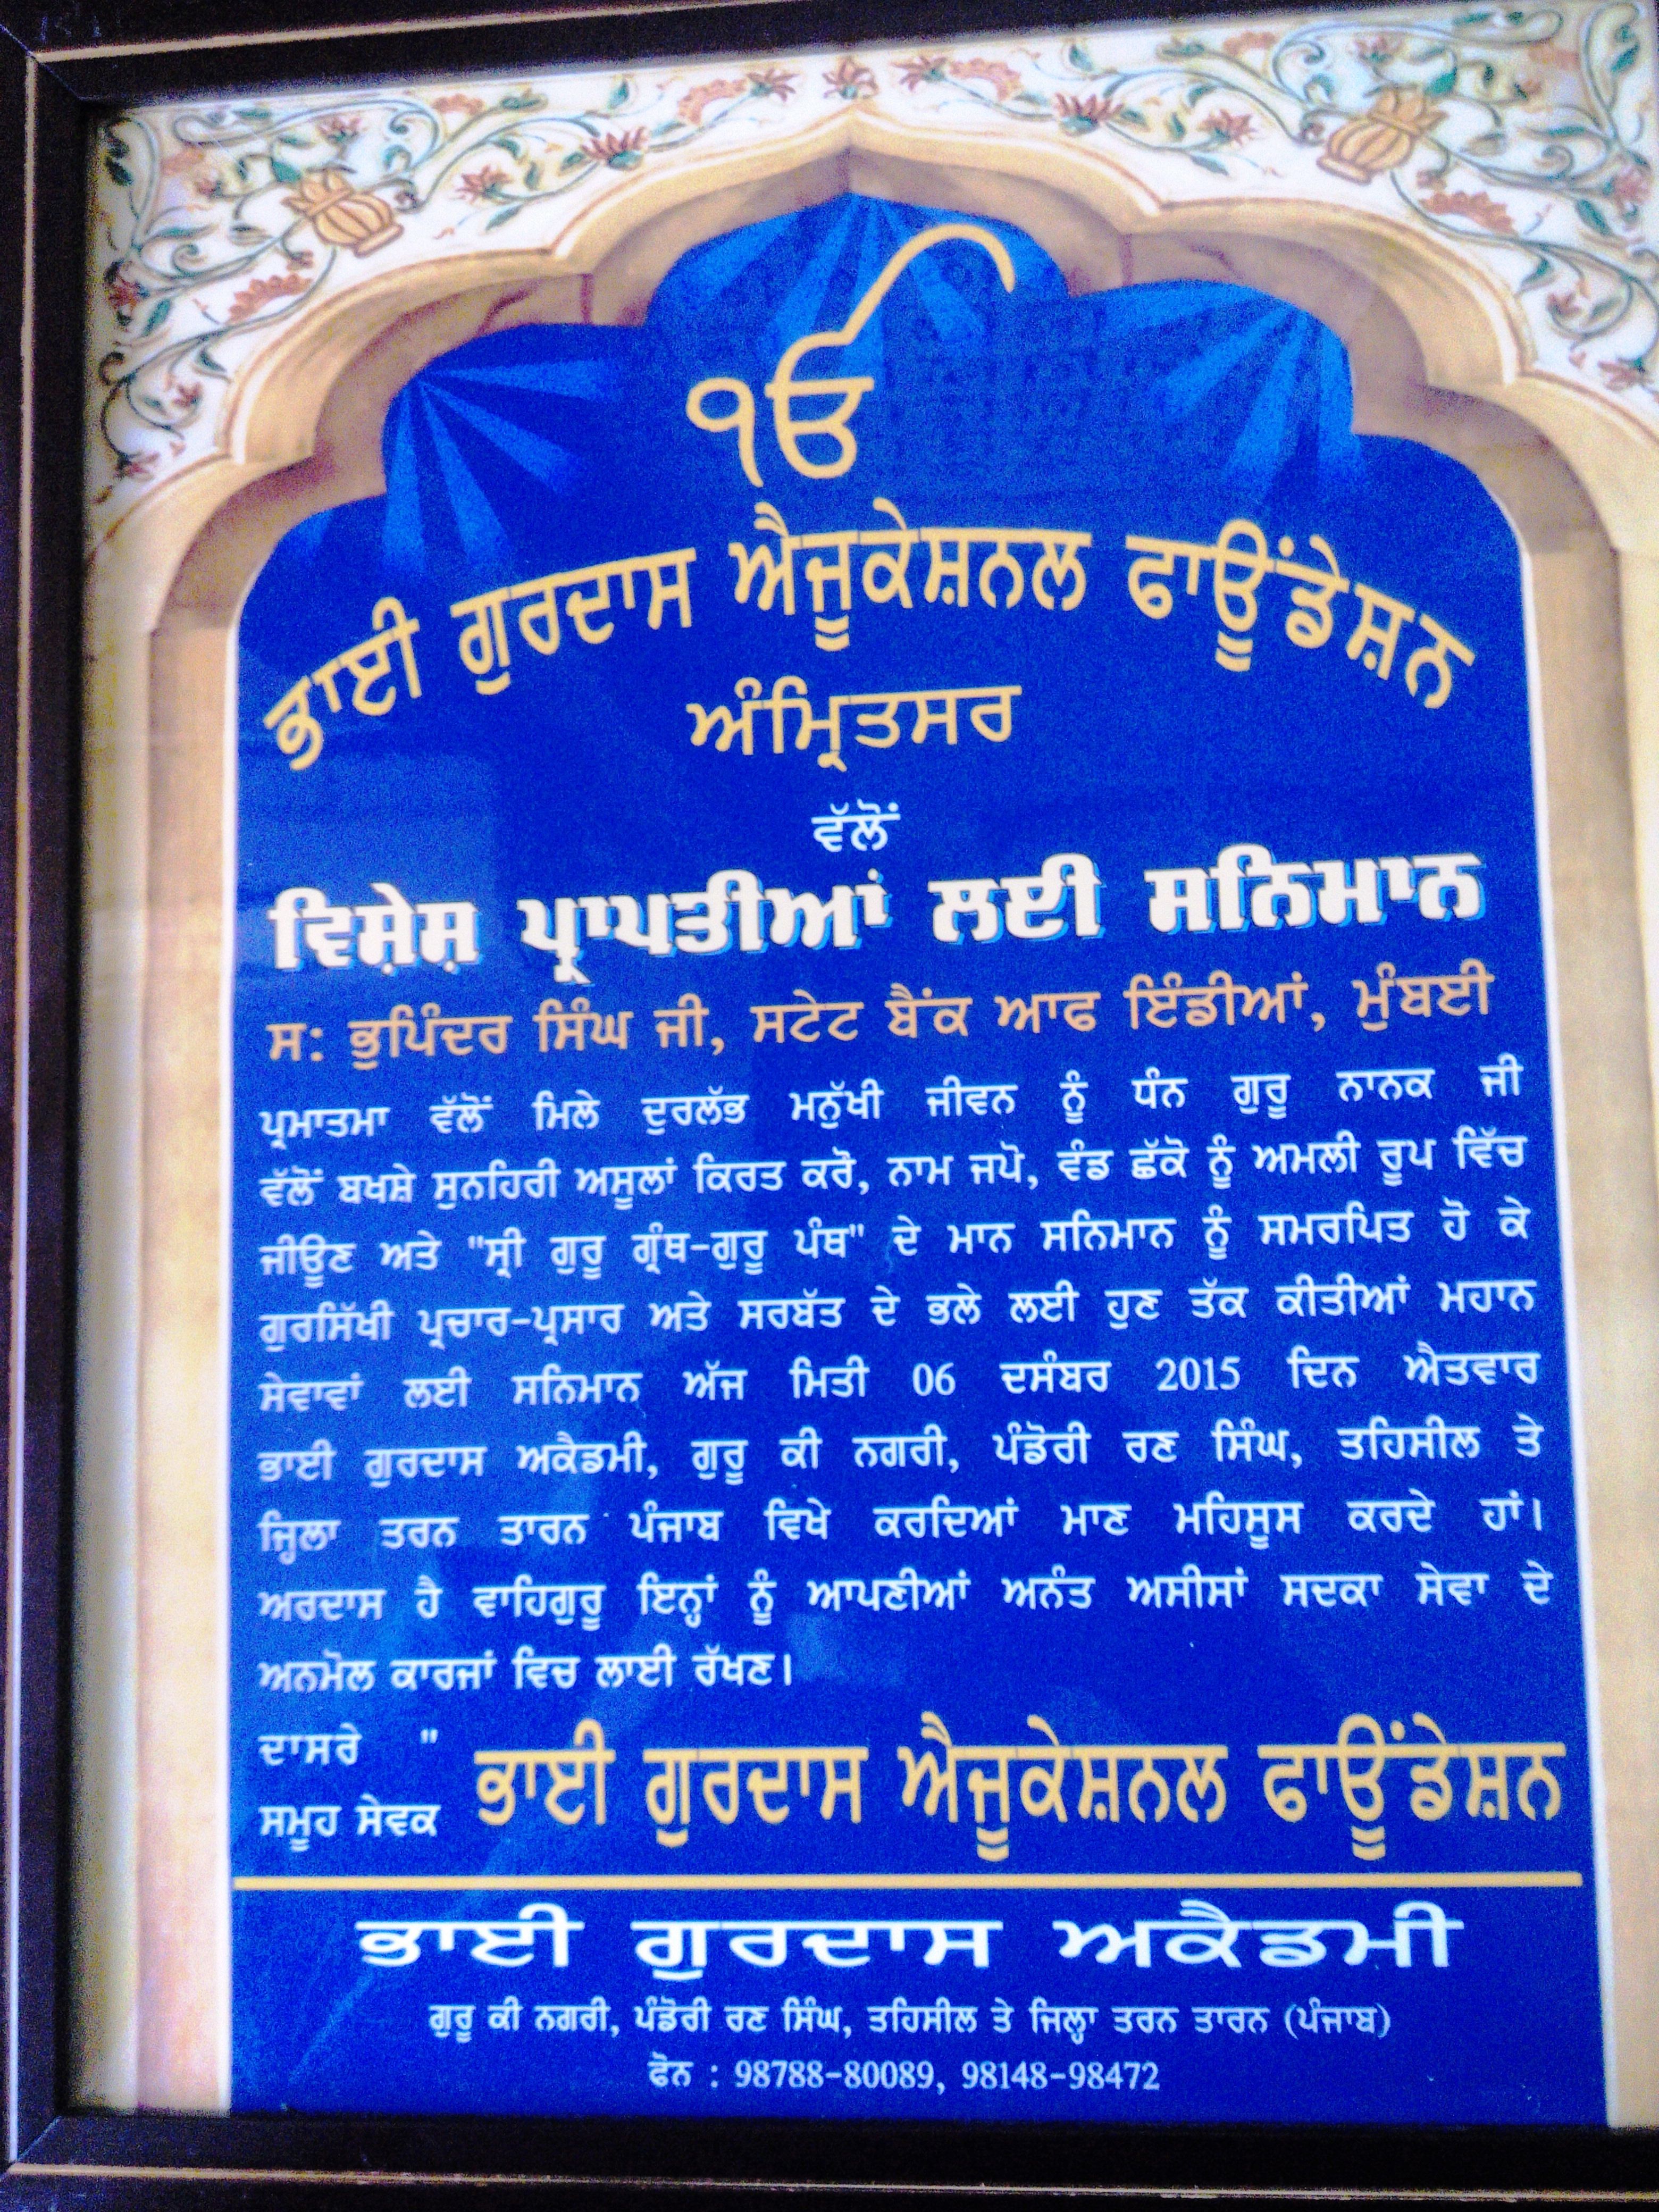 ੴ
ਭਾਈ ਗੁਰਦਾਸ ਐਜੂਕੇਸ਼ਨਲ ਫਾਊਂਡੇਸ਼ਨ
ਅੰਮ੍ਰਿਤਸਰ
ਵੱਲੋਂ
ਵਿਸ਼ੇਸ਼ ਪ੍ਰਾਪਤੀਆਂ ਲਈ ਸਨਿਮਾਨ
ਸ: ਭੁਪਿੰਦਰ ਸਿੰਘ ਜੀ, ਸਟੇਟ ਬੈਂਕ ਆਫ ਇੰਡੀਆਂ, ਮੁੰਬਈ
ਪ੍ਰਮਾਤਮਾ ਵੱਲੋਂ ਮਿਲੇ ਦੁਰਲੱਭ ਮਨੁੱਖੀ ਜੀਵਨ ਨੂੰ ਧੰਨ ਗੁਰੂ ਨਾਨਕ ਜੀ
ਵੱਲੋਂ ਬਖਸ਼ੇ ਸੁਨਹਿਰੀ ਅਸੂਲਾਂ ਕਿਰਤ ਕਰੋ, ਨਾਮ ਜਪੋ, ਵੰਡ ਛੱਕੋ ਨੂੰ ਅਮਲੀ ਰੂਪ ਵਿੱਚ
ਜੀਊਣ ਅਤੇ "ਸ੍ਰੀ ਗੁਰੂ ਗ੍ਰੰਥ-ਗੁਰੂ ਪੰਥ" ਦੇ ਮਾਨ ਸਨਿਮਾਨ ਨੂੰ ਸਮਰਪਿਤ ਹੋ ਕੇ
ਗੁਰਸਿੱਖੀ ਪ੍ਰਚਾਰ-ਪ੍ਰਸਾਰ ਅਤੇ ਸਰਬੱਤ ਦੇ ਭਲੇ ਲਈ ਹੁਣ ਤੱਕ ਕੀਤੀਆਂ ਮਹਾਨ
ਸੇਵਾਵਾਂ ਲਈ ਸਨਿਮਾਨ ਅੱਜ ਮਿਤੀ 06 ਦਸੰਬਰ 2015 ਦਿਨ ਐਤਵਾਰ
ਭਾਈ ਗੁਰਦਾਸ ਅਕੈਡਮੀ, ਗੁਰੂ ਕੀ ਨਗਰੀ, ਪੰਡੋਰੀ ਰਣ ਸਿੰਘ, ਤਹਿਸੀਲ ਤੇ
ਜ੍ਹਿਲਾ ਤਰਨ ਤਾਰਨ ਪੰਜਾਬ ਵਿਖੇ ਕਰਦਿਆਂ ਮਾਣ ਮਹਿਸੂਸ ਕਰਦੇ ਹਾਂ।
ਅਰਦਾਸ ਹੈ ਵਾਹਿਗੁਰੂ ਇਨ੍ਹਾਂ ਨੂੰ ਆਪਣੀਆਂ ਅਨੰਤ ਅਸੀਸਾਂ ਸਦਕਾ ਸੇਵਾ ਦੇ
ਅਨਮੋਲ ਕਾਰਜਾਂ ਵਿਚ ਲਾਈ ਰੱਖਣ।
ਦਾਸਰੇ "
ਸਮੂਹ ਸੇਵਕ ਭਾਈ ਗੁਰਦਾਸ ਐਜੂਕੇਸ਼ਨਲ ਫਾਊਂਡੇਸ਼ਨ
ਭਾਈ ਗੁਰਦਾਸ ਅਕੈਡਮੀ
ਗੁਰੂ ਕੀ ਨਗਰੀ, ਪੰਡੋਰੀ ਰਣ ਸਿੰਘ, ਤਹਿਸੀਲ ਤੇ ਜਿਲ੍ਹਾ ਤਰਨ ਤਾਰਨ (ਪੰਜਾਬ)
ਫੋਨ : 98788-80089, 98148-98472